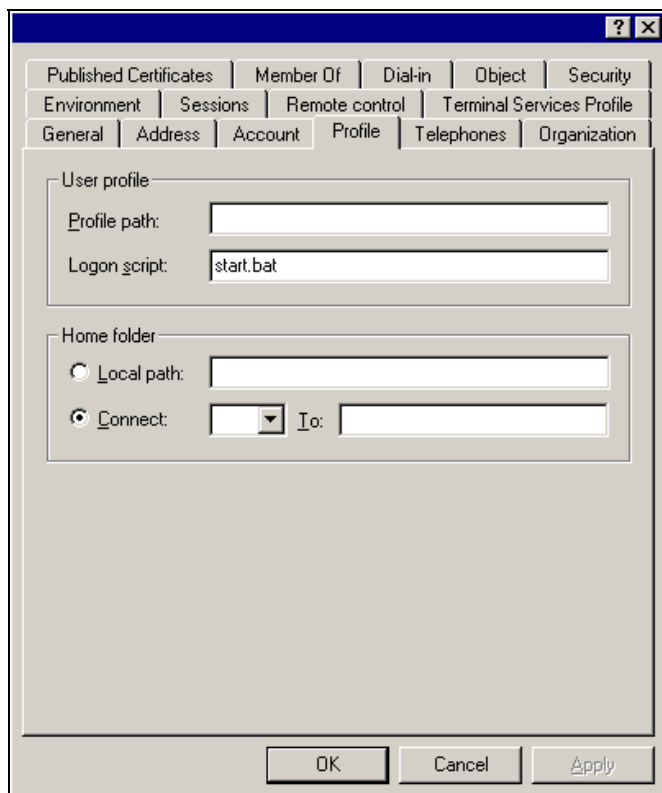 Published Certificates Member Of Dial-in Object Security
Environment Sessions Remote control Terminal Services Profile
General Address Account Profile Telephones Organization
User profile
Profile path:
Logon script: start.bat
Home folder
Local path:
Connect: To:
OK Cancel Apply